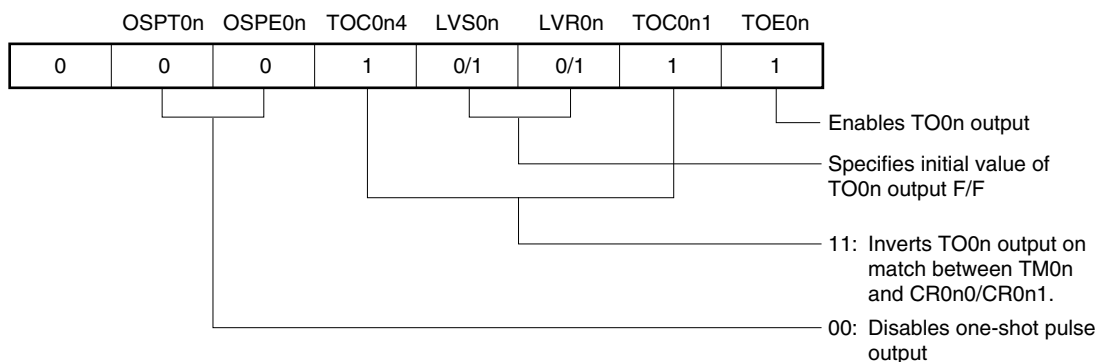 OSPT0n OSPE0n TOC0n4 LVS0n LVR0n TOC0n1 TOE0n
0 0 0 1 0/1 0/1 1 1
Enables TO0n output
Specifies initial value of
TO0n output F/F
11: Inverts TO0n output on
match between TM0n
and CR0n0/CR0n1.
00: Disables one-shot pulse
output